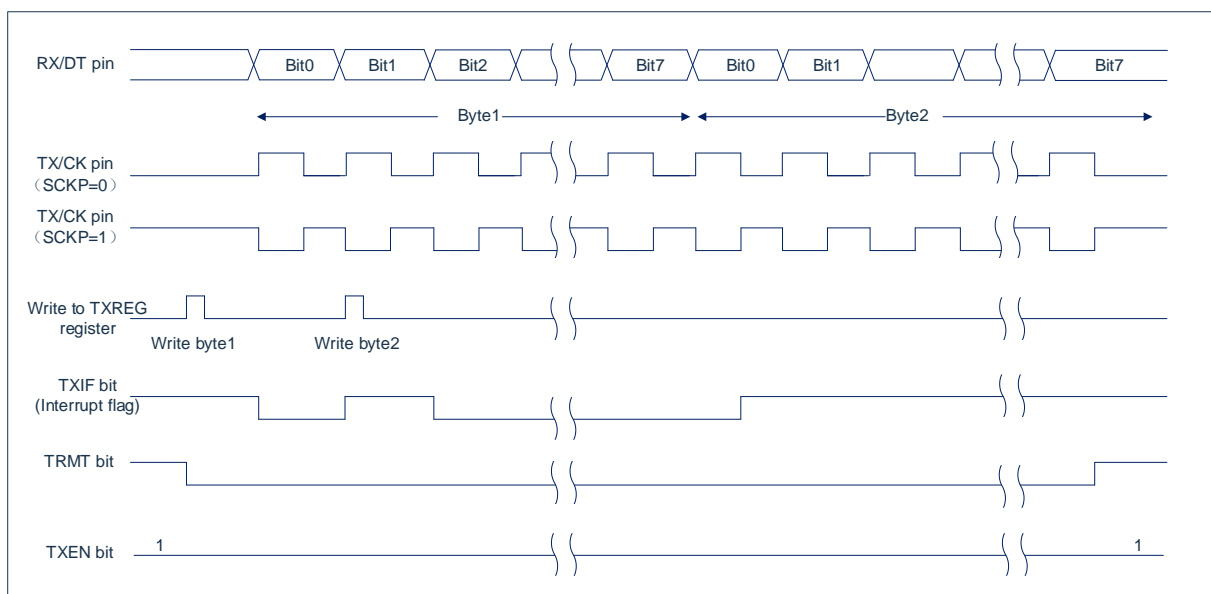 RX/DT pin Bit0 Bit1 Bit2 Bit7 Bit0 Bit1 Bit7
Byte1 Byte2
TX/CK pin
（SCKP=0）
TX/CK pin
（SCKP=1）
Write to TXREG
register
Write byte1 Write byte2
TXIF bit
(Interrupt flag)
TRMT bit
TXEN bit 1 1